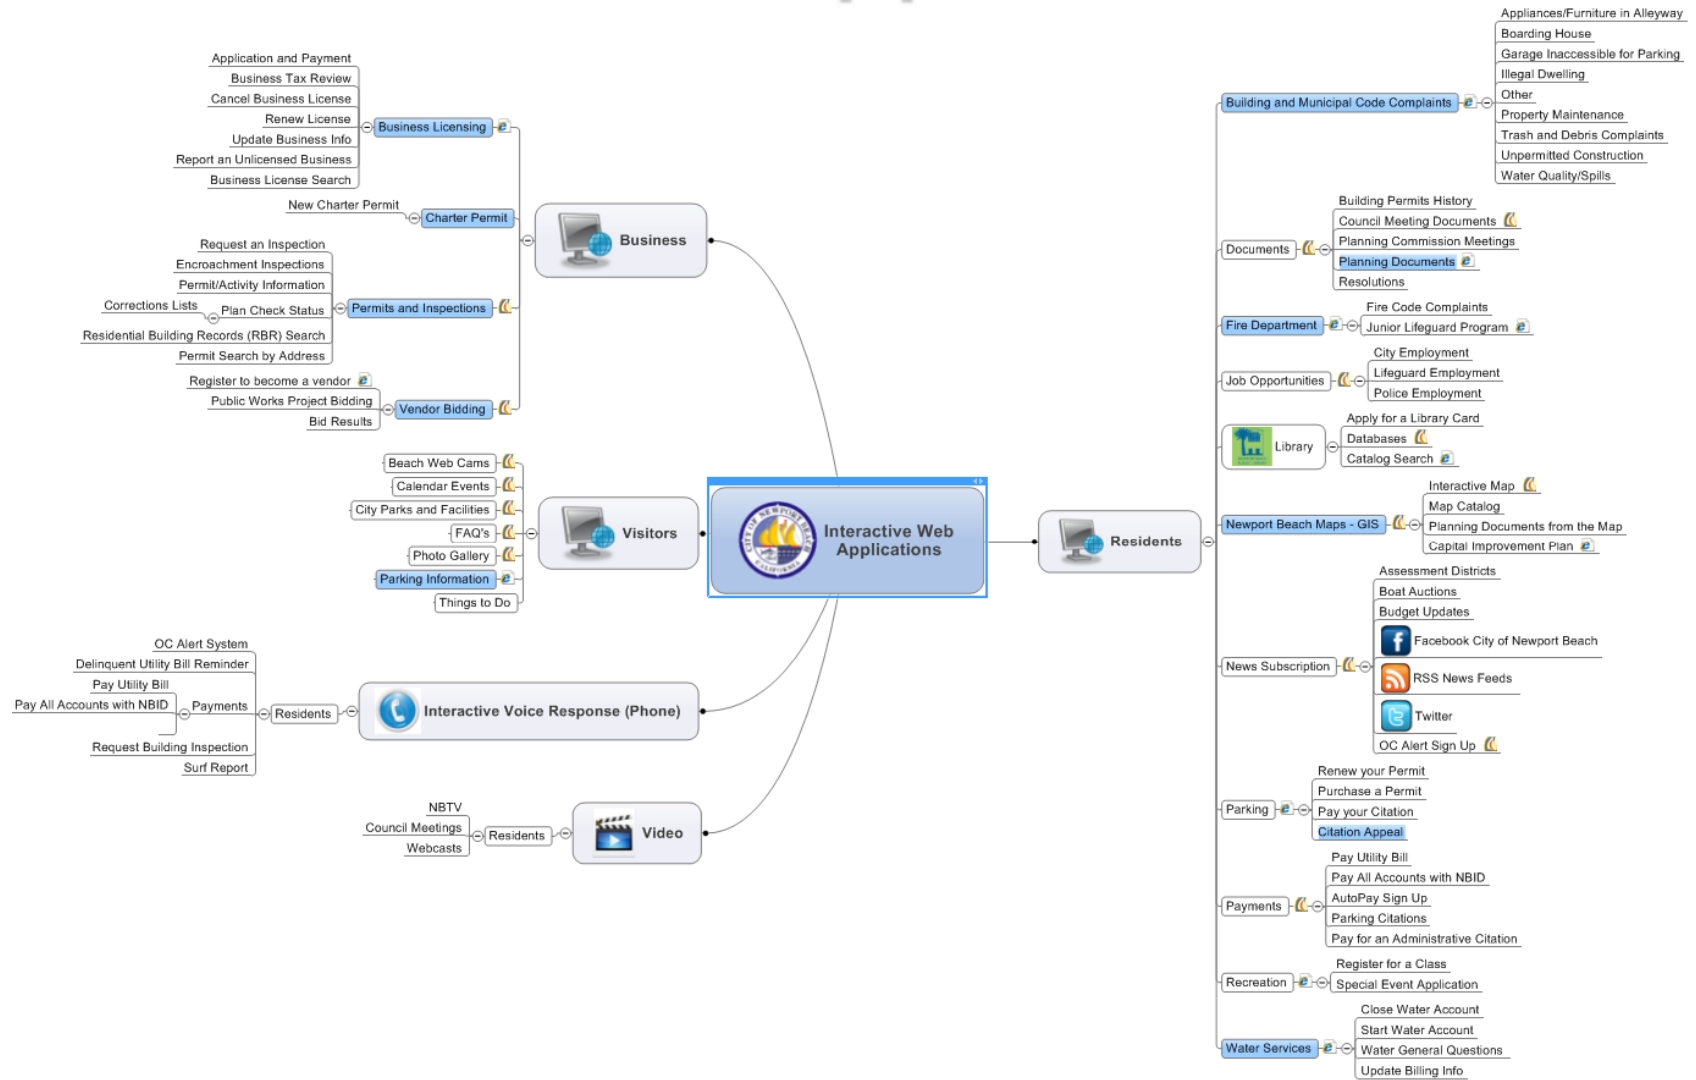 Application and Payment
Business Tax Review
Cancel Business License
Renew License
Update Business Info
Report an Unlicensed Business
Business License Search
Business Licensing
New Charter Permit
Charter Permit
Request an Inspection
Encroachment Inspections
Permit/Activity Information
Corrections Lists
Plan Check Status
Residential Building Records (RBR) Search
Permit Search by Address
Permits and Inspections
Register to become a vendor
Public Works Project Bidding
Bid Results
Vendor Bidding
Business
Beach Web Cams
Calendar Events
City Parks and Facilities
FAQ's
Photo Gallery
Parking Information
Things to Do
Visitors
OC Alert System
Delinquent Utility Bill Reminder
Pay Utility Bill
Pay All Accounts with NBID
Payments
Request Building Inspection
Surf Report
Residents
Interactive Voice Response (Phone)
NBTV
Council Meetings
Webcasts
Residents
Video
CITY OF NEWPORT BEACH
CALIFORNIA
Interactive Web
Applications
Residents
Building and Municipal Code Complaints
Appliances/Furniture in Alleyway
Boarding House
Garage Inaccessible for Parking
Illegal Dwelling
Other
Property Maintenance
Trash and Debris Complaints
Unpermitted Construction
Water Quality/Spills
Documents
Building Permits History
Council Meeting Documents
Planning Commission Meetings
Planning Documents
Resolutions
Fire Department
Fire Code Complaints
Junior Lifeguard Program
Job Opportunities
City Employment
Lifeguard Employment
Police Employment
Library
Apply for a Library Card
Databases
Catalog Search
Newport Beach Maps - GIS
Interactive Map
Map Catalog
Planning Documents from the Map
Capital Improvement Plan
News Subscription
Assessment Districts
Boat Auctions
Budget Updates
Facebook City of Newport Beach
RSS News Feeds
Twitter
OC Alert Sign Up
Parking
Renew your Permit
Purchase a Permit
Pay your Citation
Citation Appeal
Payments
Pay Utility Bill
Pay All Accounts with NBID
AutoPay Sign Up
Parking Citations
Pay for an Administrative Citation
Recreation
Register for a Class
Special Event Application
Water Services
Close Water Account
Start Water Account
Water General Questions
Update Billing Info